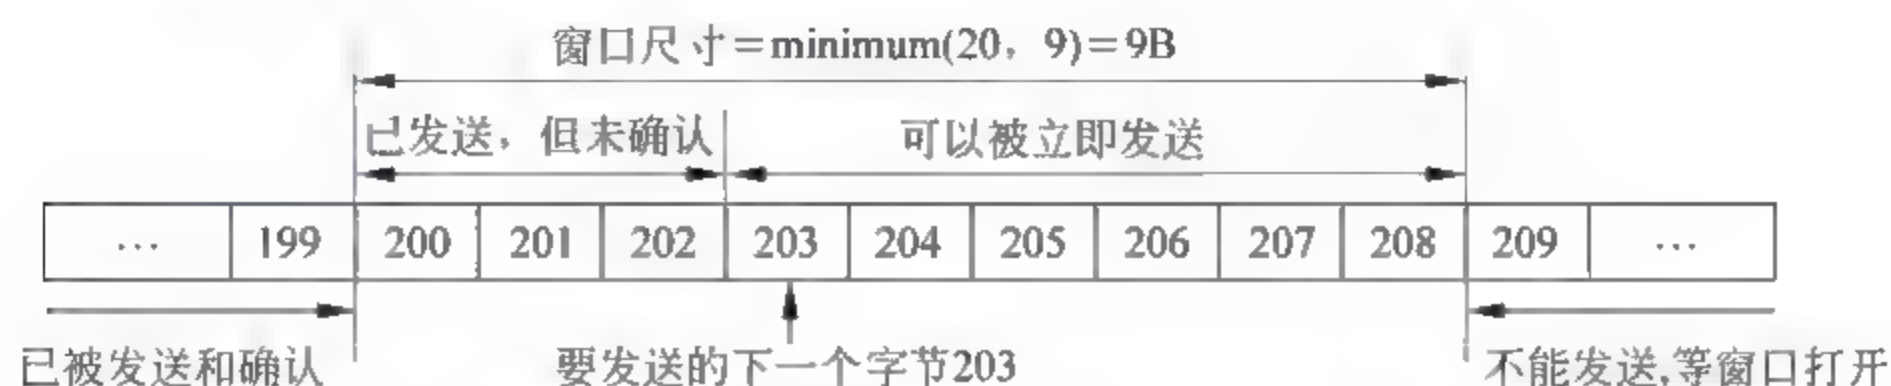 窗口尺寸=minimum(20, 9)=9B
已发送,但未确认 可以被立即发送
… 199 200 201 202 203 204 205 206 207 208 209 …
已被发送和确认 要发送的下一个字节203 不能发送,等窗口打开